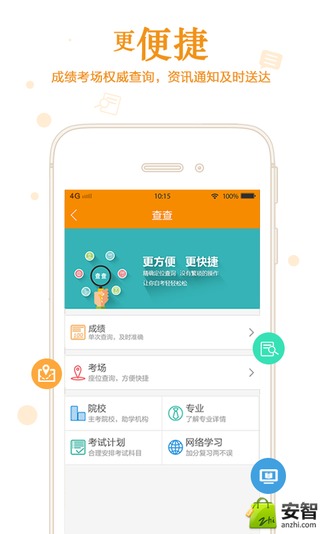 更便捷
成绩考场权威查询，资讯通知及时送达
4G
10:15
100%
查查
查查
更方便 更快捷
精确定位查询 没有繁琐的操作
让你自考轻轻松松
成绩
单次查询，及时准确
考场
座位查询，方便快捷
院校
主考院校，助学机构
专业
了解专业详情
考试计划
合理安排考试科目
网络学习
加分复习两不误
安智
anzhi.com
zhi